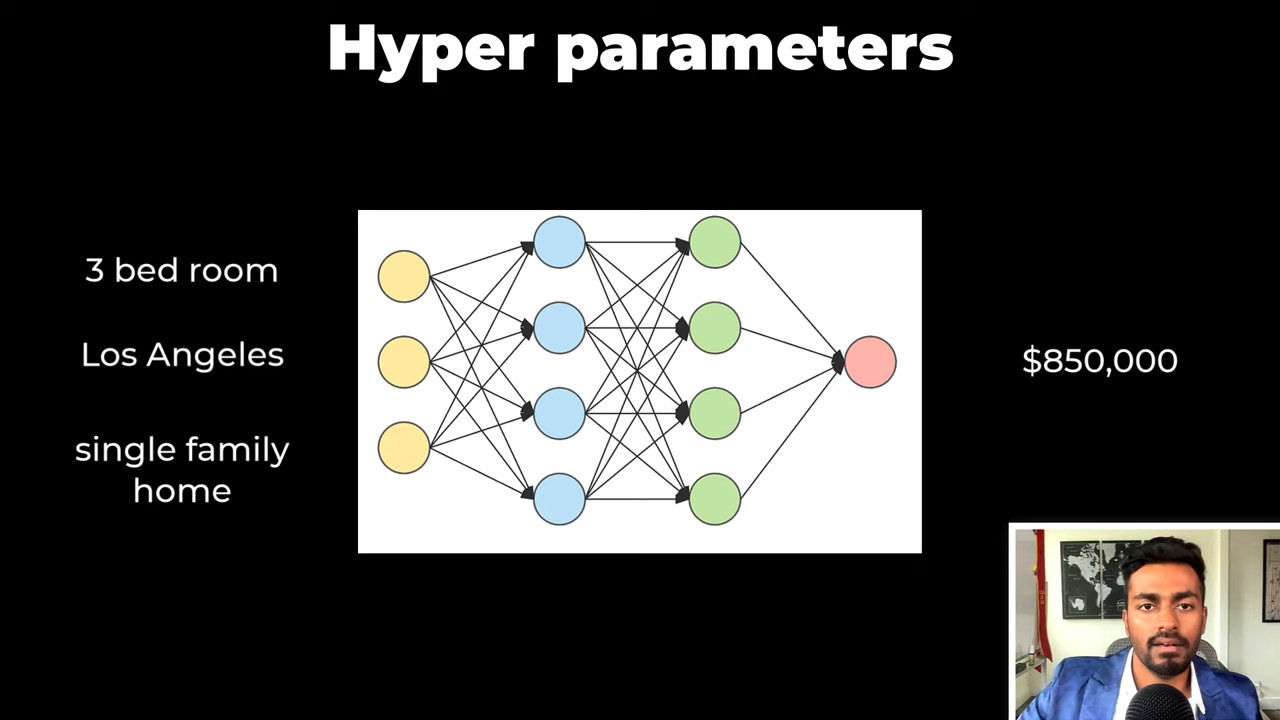 Hyper parameters
3 bed room
Los Angeles
$850,000
single family
home